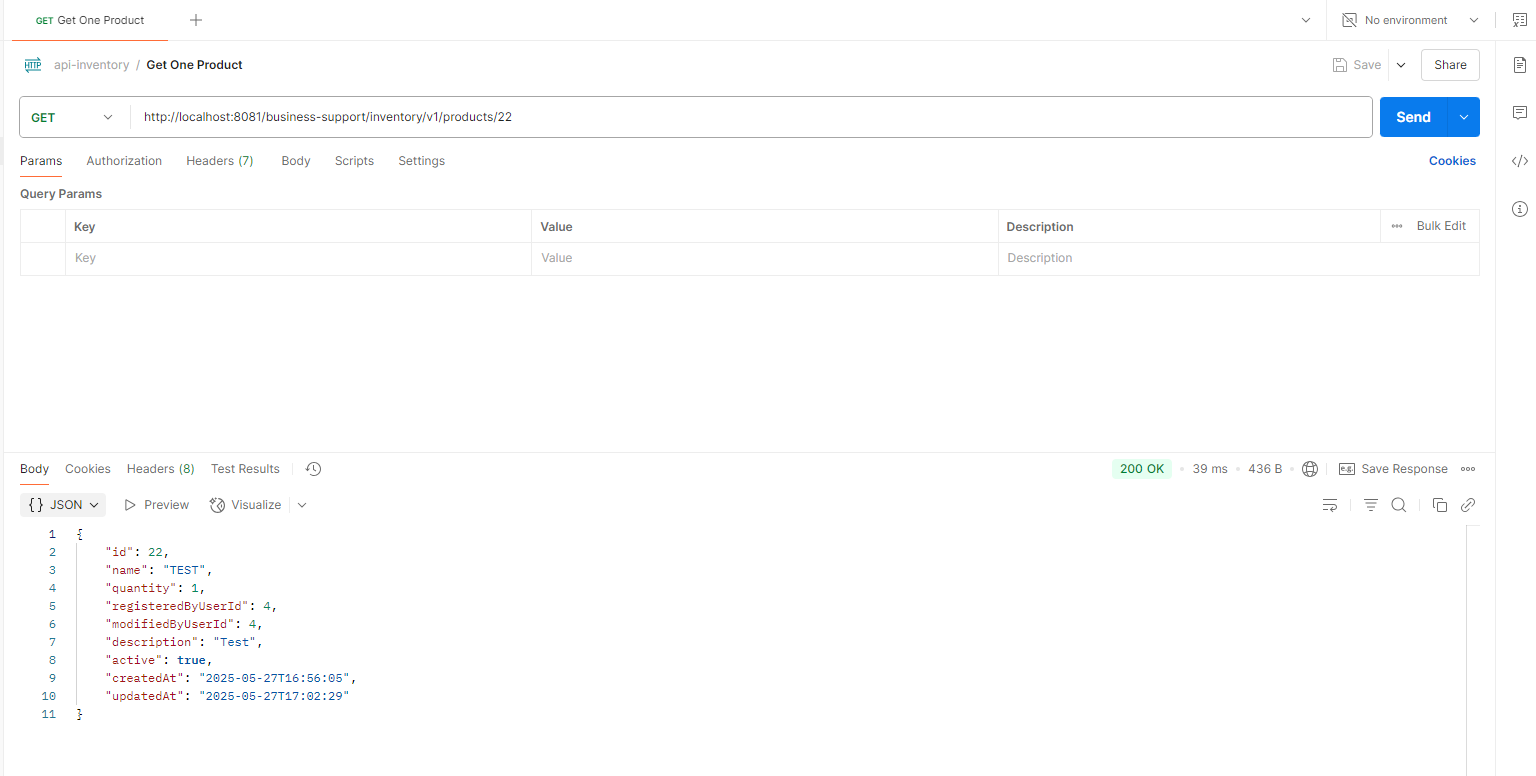 GET Get One Product
No environment
HTTP api-inventory / Get One Product
Save
Share
GET
http://localhost:8081/business-support/inventory/v1/products/22
Send
Params Authorization Headers (7) Body Scripts Settings
Cookies
Query Params
Key Value Description
Bulk Edit
Key Value Description
Body Cookies Headers (8) Test Results
200 OK • 39 ms • 436 B •
e.g. Save Response
{} JSON Preview Visualize
1 {
2 "id": 22,
3 "name": "TEST",
4 "quantity": 1,
5 "registeredByUserId": 4,
6 "modifiedByUserId": 4,
7 "description": "Test",
8 "active": true,
9 "createdAt": "2025-05-27T16:56:05",
10 "updatedAt": "2025-05-27T17:02:29"
11 }